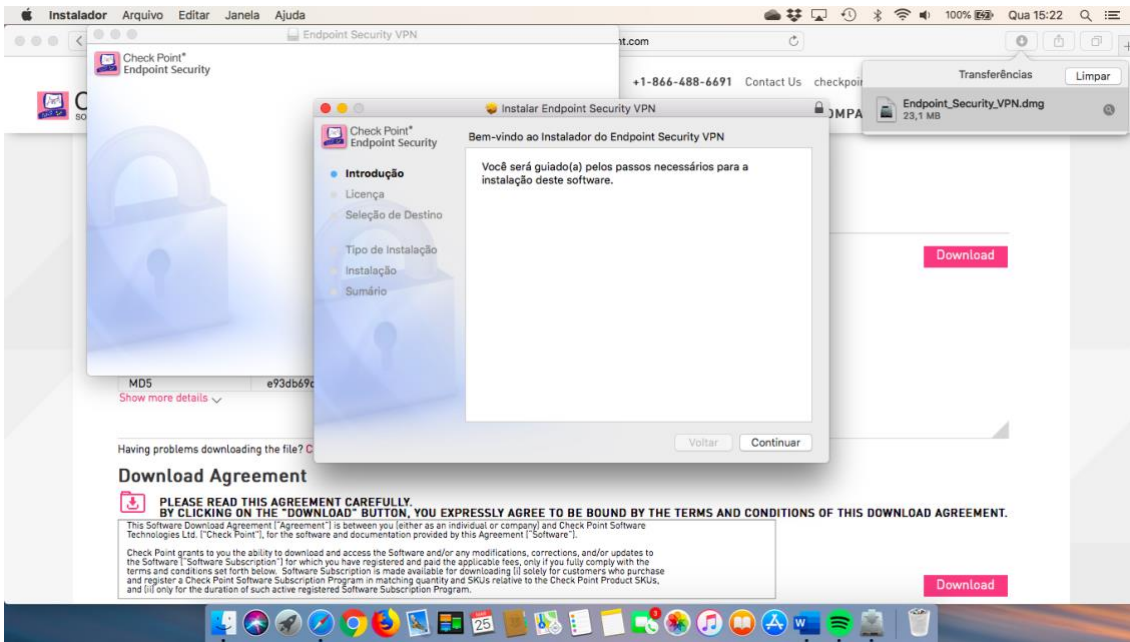 Instalador Arquivo Editar Janela Ajuda
100% Qua 15:22
Endpoint Security VPN
nt.com
Check Point
Endpoint Security
+1-866-488-6691 Contact Us
Transferências Limpar
Endpoint_Security_VPN.dmg
23,1 MB
Instalar Endpoint Security VPN
Check Point
Endpoint Security
Bem-vindo ao Instalador do Endpoint Security VPN
Você será guiado(a) pelos passos necessários para a
instalação deste software.
Introdução
Licença
Seleção de Destino
Tipo de Instalação
Instalação
Sumário
Voltar Continuar
Download
MD5
Show more details
Having problems downloading the file?
Download Agreement
PLEASE READ THIS AGREEMENT CAREFULLY.
BY CLICKING ON THE "DOWNLOAD" BUTTON, YOU EXPRESSLY AGREE TO BE BOUND BY THE TERMS AND CONDITIONS OF THIS DOWNLOAD AGREEMENT.
This Software Download Agreement ("Agreement") is between you (either as an individual or company) and Check Point Software
Technologies Ltd. ("Check Point"), for the software and documentation provided by this Agreement ("Software").
Check Point grants to you the ability to download and access the Software and/or any modifications, corrections, and/or updates to
the Software ("Software Subscription") for which you have registered and paid the applicable fees, only if you fully comply with the
terms and conditions set forth below. Software Subscription is made available for downloading (i) solely for customers who purchase
and register a Check Point Software Subscription Program in matching quantity and SKUs relative to the Check Point Product SKUs,
and (ii) only for the duration of such active registered Software Subscription Program.
Download
25